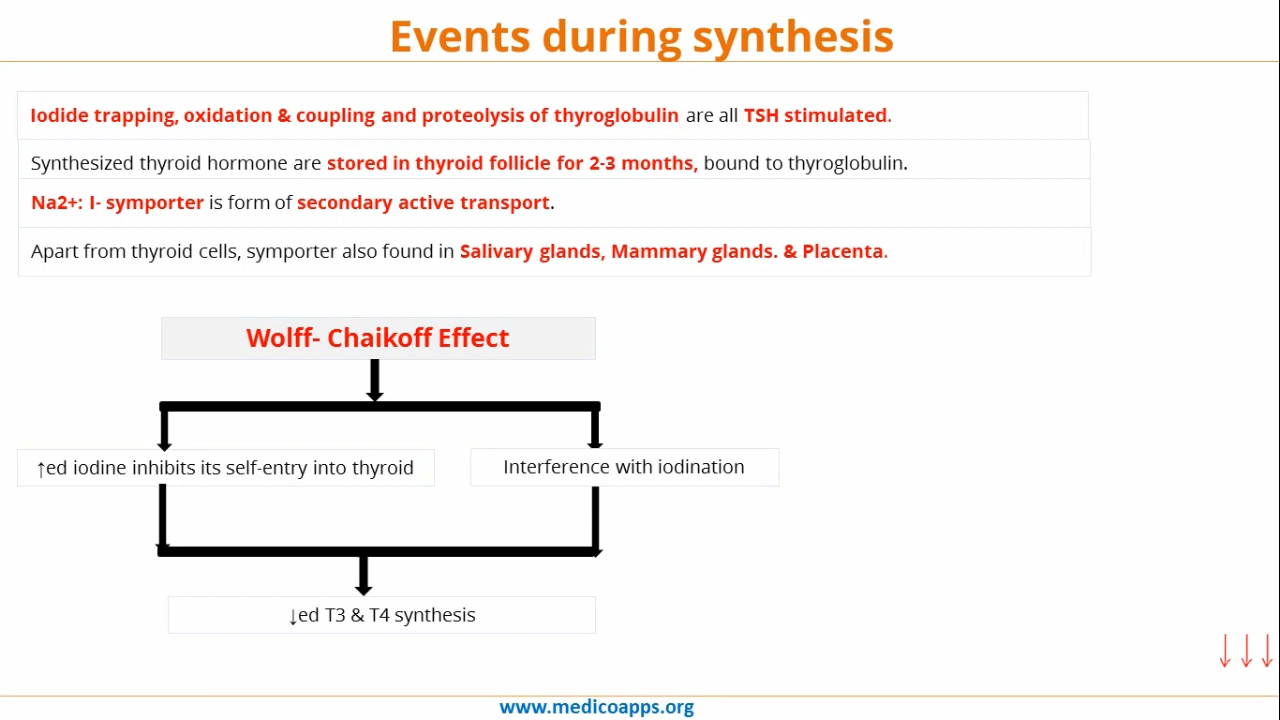 Events during synthesis
Iodide trapping, oxidation & coupling and proteolysis of thyroglobulin are all TSH stimulated.
Synthesized thyroid hormone are stored in thyroid follicle for 2-3 months, bound to thyroglobulin.
Na2+: I- symporter is form of secondary active transport.
Apart from thyroid cells, symporter also found in Salivary glands, Mammary glands. & Placenta.
Wolff- Chaikoff Effect
↑ed iodine inhibits its self-entry into thyroid
Interference with iodination
↓ed T3 & T4 synthesis
www.medicoapps.org